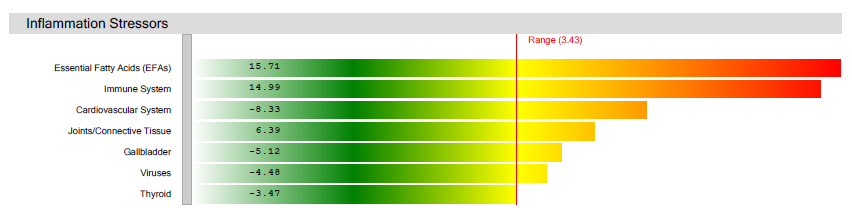 Inflammation Stressors
Range (3.43)
Essential Fatty Acids (EFAs) 15.71
Immune System 14.99
Cardiovascular System -8.33
Joints/Connective Tissue 6.39
Gallbladder -5.12
Viruses -4.48
Thyroid -3.47